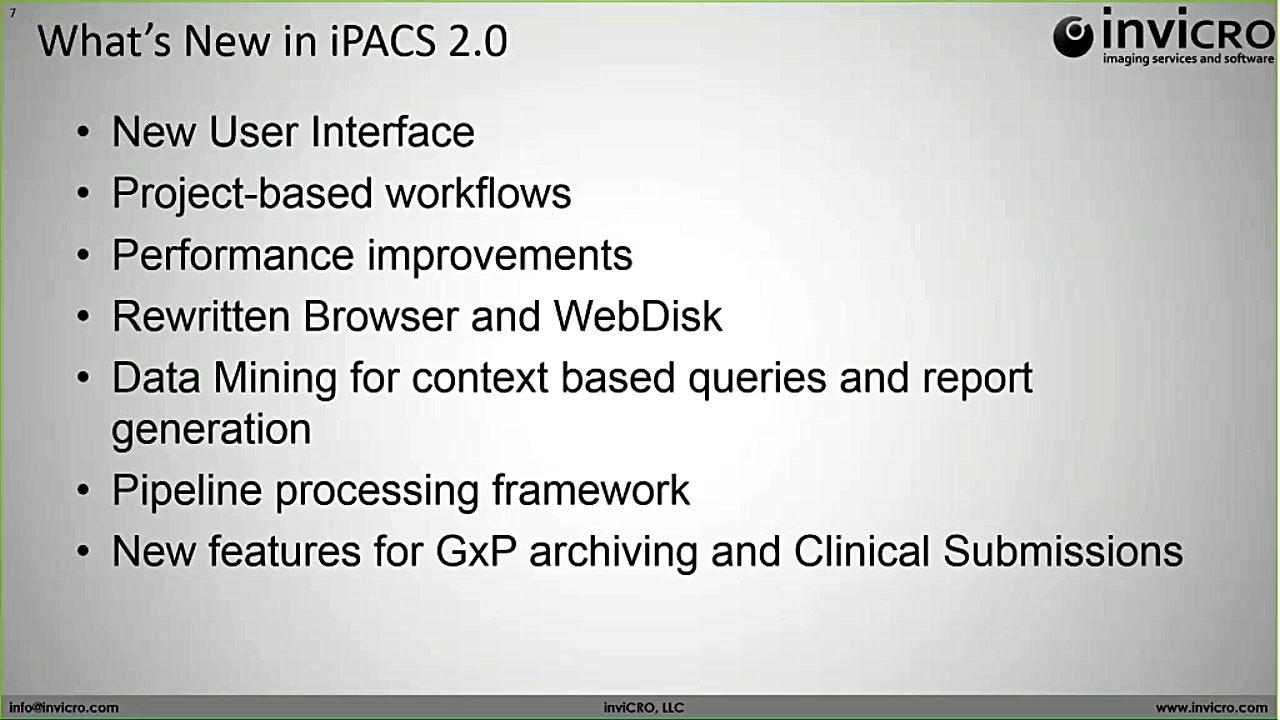 7
What's New in iPACS 2.0
invicro
imaging services and software
• New User Interface
• Project-based workflows
• Performance improvements
• Rewritten Browser and WebDisk
• Data Mining for context based queries and report
generation
• Pipeline processing framework
• New features for GxP archiving and Clinical Submissions
info@invicro.com
inviCRO, LLC
www.invicro.com